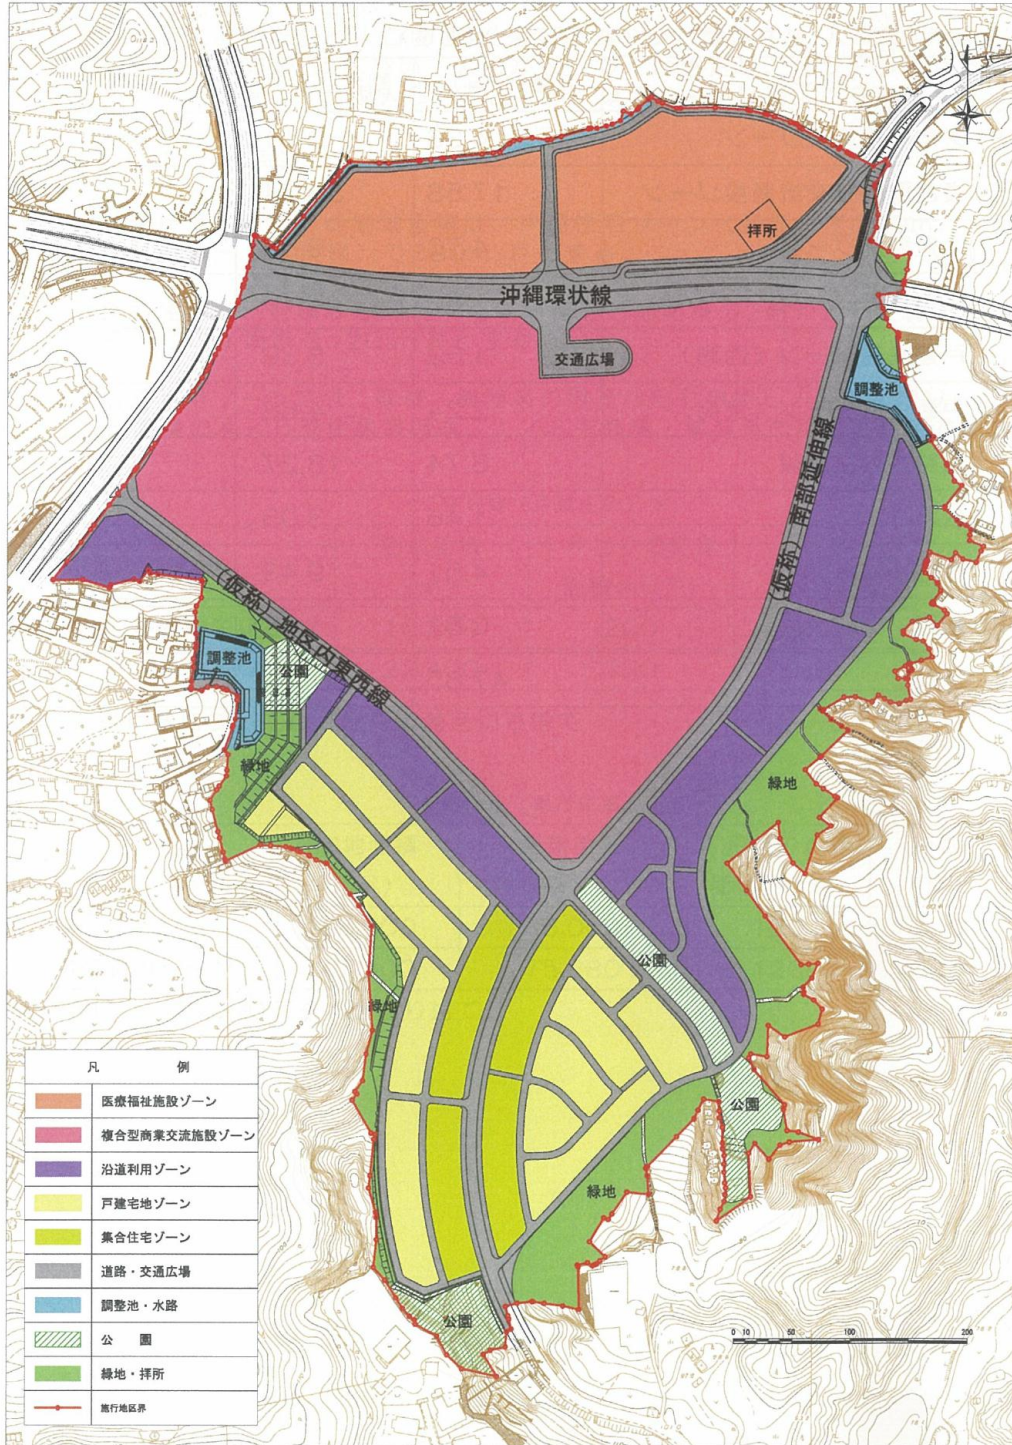 拝所
沖縄環状線
交通広場
調整池
(仮称) 南部延伸線
(仮称) 地区内東西線
調整池
公園
緑地
緑地
公園
緑地
公園
緑地
公園
凡 例
医療福祉施設ゾーン
複合型商業交流施設ゾーン
沿道利用ゾーン
戸建宅地ゾーン
集合住宅ゾーン
道路・交通広場
調整池・水路
公 園
緑地・拝所
施行地区界
0 10 50 100 200